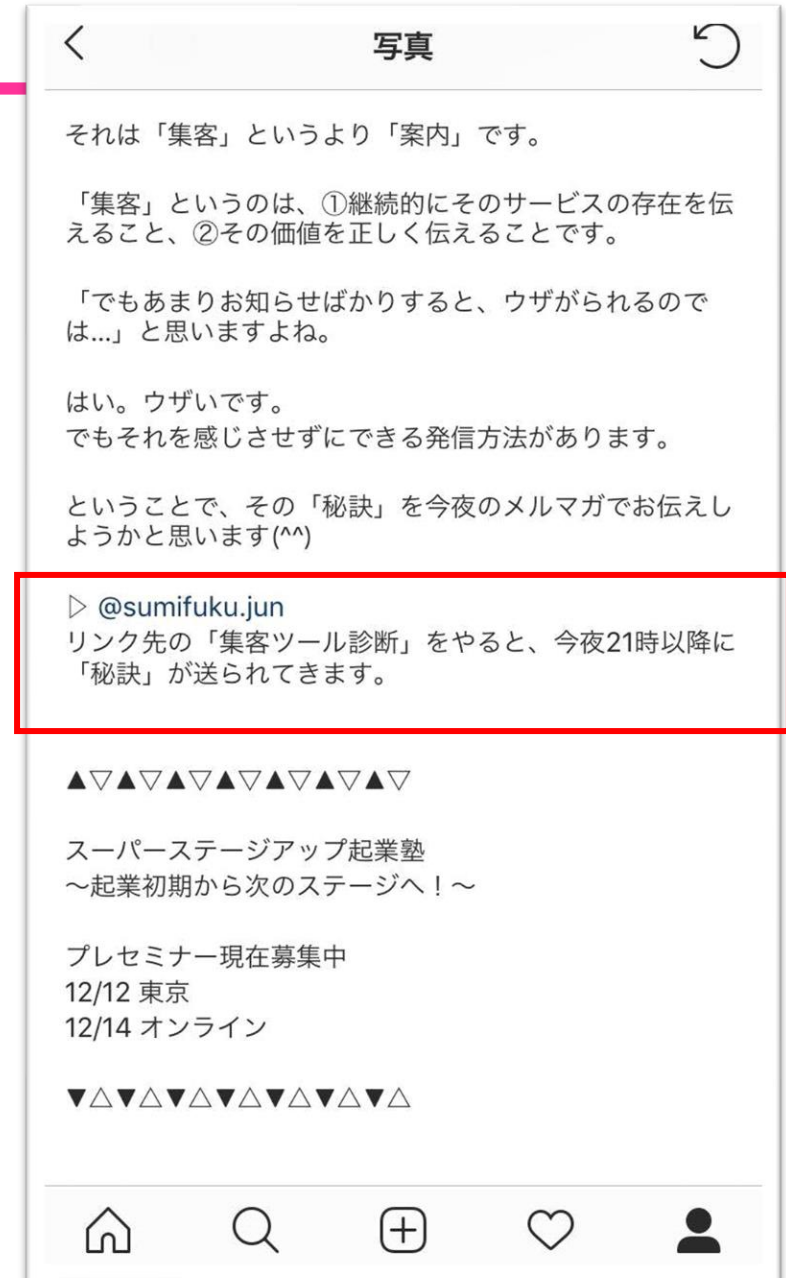 写真
それは「集客」というより「案内」です。
「集客」というのは、①継続的にそのサービスの存在を伝
えること、②その価値を正しく伝えることです。
「でもあまりお知らせばかりすると、ウザがられるので
は...」と思いますよね。
はい。ウザいです。
でもそれを感じさせずにできる発信方法があります。
ということで、その「秘訣」を今夜のメルマガでお伝えし
ようかと思います(^^)
▷ @sumifuku.jun
リンク先の「集客ツール診断」をやると、今夜21時以降に
「秘訣」が送られてきます。
▲▽▲▽▲▽▲▽▲▽▲▽▲▽
スーパーステージアップ起業塾
〜起業初期から次のステージへ！〜
プレセミナー現在募集中
12/12 東京
12/14 オンライン
▼△▼△▼△▼△▼△▼△▼△